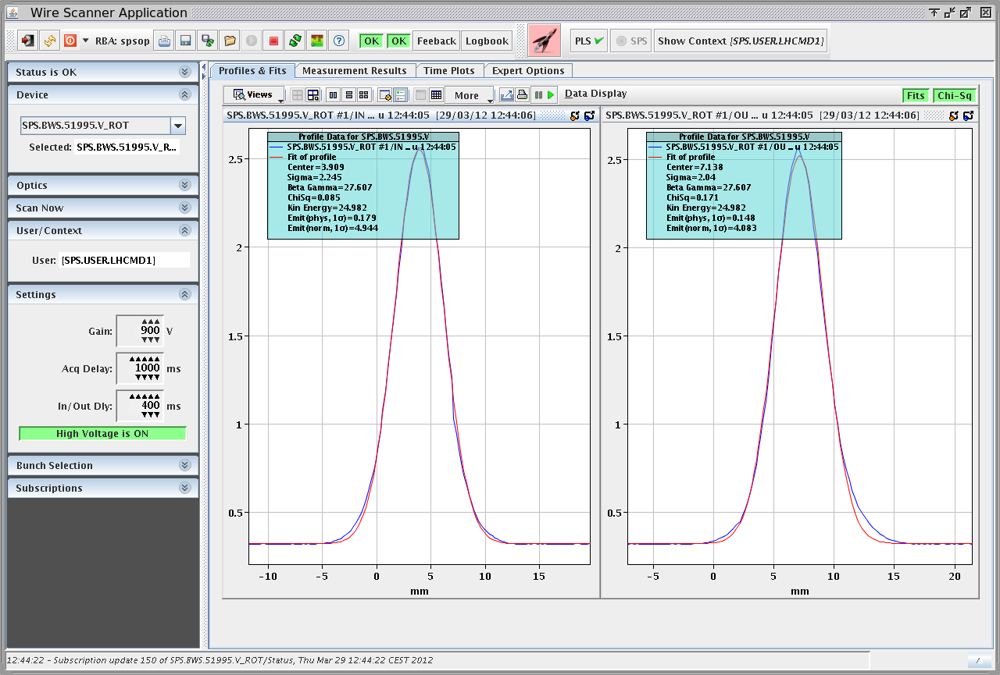 Wire Scanner Application
RBA: spsop
OK OK Feeback Logbook
PLS SPS Show Context [SPS.USER.LHCMD1]
Status is OK
Device
SPS.BWS.51995.V_ROT
Selected: SPS.BWS.51995.V_R...
Optics
Scan Now
User/Context
User: [SPS.USER.LHCMD1]
Settings
Gain: 900 V
Acq Delay: 1000 ms
In/Out Dly: 400 ms
High Voltage is ON
Bunch Selection
Subscriptions
Profiles & Fits Measurement Results Time Plots Expert Options
Views More Data Display Fits Chi-Sq
SPS.BWS.51995.V_ROT #1/IN ... u 12:44:05 [29/03/12 12:44:06]
Profile Data for SPS.BWS.51995.V
SPS.BWS.51995.V_ROT #1/IN ... u 12:44:05
Fit of profile
Center=3.909
Sigma=2.245
Beta Gamma=27.607
ChiSq=0.085
Kin Energy=24.982
Emit(phys, 1σ)=0.179
Emit(norm, 1σ)=4.944
2.5
2
1.5
1
0.5
-10 -5 0 5 10 15
mm
SPS.BWS.51995.V_ROT #1/OU ... u 12:44:05 [29/03/12 12:44:06]
Profile Data for SPS.BWS.51995.V
SPS.BWS.51995.V_ROT #1/OU ... u 12:44:05
Fit of profile
Center=7.138
Sigma=2.04
Beta Gamma=27.607
ChiSq=0.171
Kin Energy=24.982
Emit(phys, 1σ)=0.148
Emit(norm, 1σ)=4.083
2.5
2
1.5
1
0.5
-5 0 5 10 15 20
mm
12:44:22 - Subscription update 150 of SPS.BWS.51995.V_ROT/Status, Thu Mar 29 12:44:22 CEST 2012